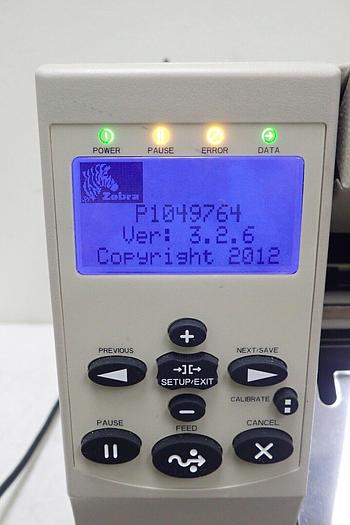 POWER PAUSE ERROR DATA
Zebra
P1049764
Ver: 3.2.6
Copyright 2012
+
PREVIOUS NEXT/SAVE
SETUP/EXIT
−
CALIBRATE
PAUSE FEED CANCEL